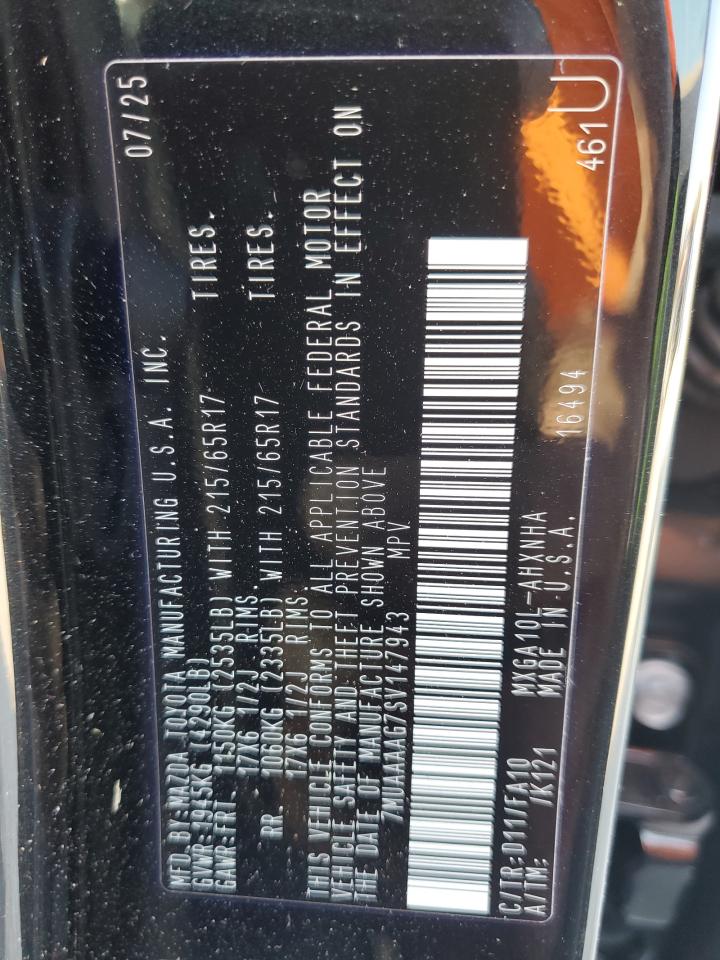 MFD.BY:MAZDA TOYOTA MANUFACTURING U.S.A. INC. 07/25
GVWR:1945KG (4290LB)
GAWR:FRT. 1150KG (2535LB) WITH 215/65R17 TIRES.
17X6 1/2J RIMS.
RR. 1060KG (2335LB) WITH 215/65R17 TIRES.
17X6 1/2J RIMS.
THIS VEHICLE CONFORMS TO ALL APPLICABLE FEDERAL MOTOR
VEHICLE SAFETY AND THEFT PREVENTION STANDARDS IN EFFECT ON
THE DATE OF MANUFACTURE SHOWN ABOVE.
MPV
C/TR:D11/FA10 MXGA10L-AHXNHA
A/TM: /K121 MADE IN U.S.A. 16494 461U